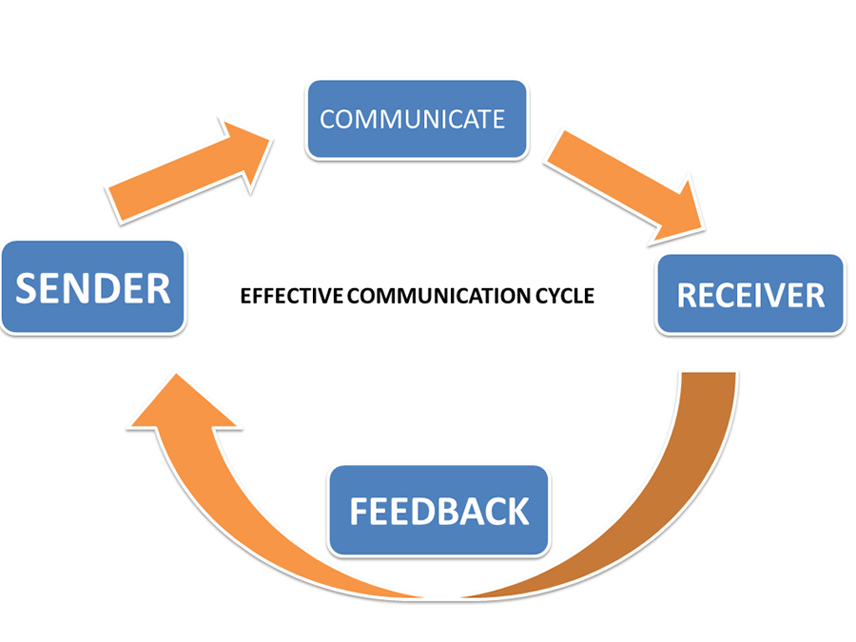 COMMUNICATE
SENDER
EFFECTIVE COMMUNICATION CYCLE
RECEIVER
FEEDBACK